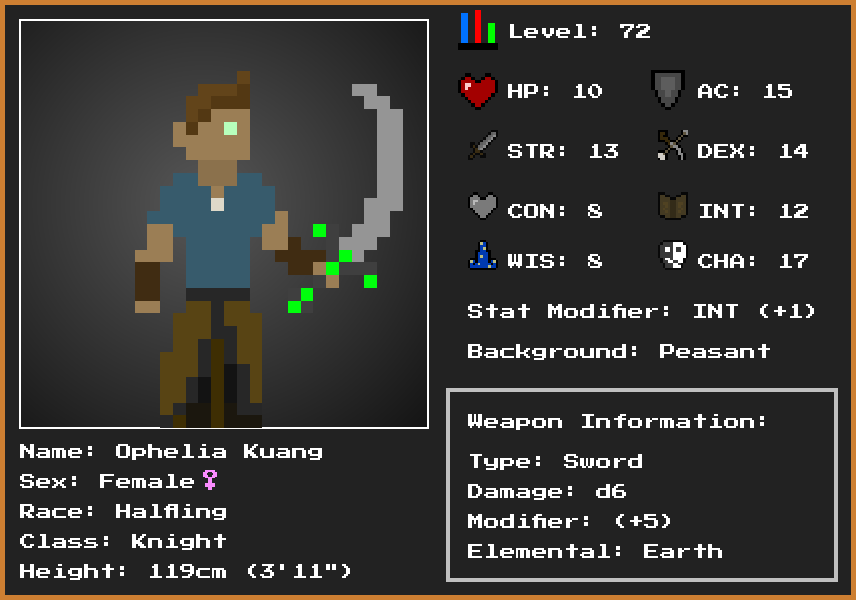 Level: 72
HP: 10
AC: 15
STR: 13
DEX: 14
CON: 8
INT: 12
WIS: 8
CHA: 17
Stat Modifier: INT (+1)
Background: Peasant
Weapon Information:
Type: Sword
Damage: d6
Modifier: (+5)
Elemental: Earth
Name: Ophelia Kuang
Sex: Female♀
Race: Halfling
Class: Knight
Height: 119cm (3'11")